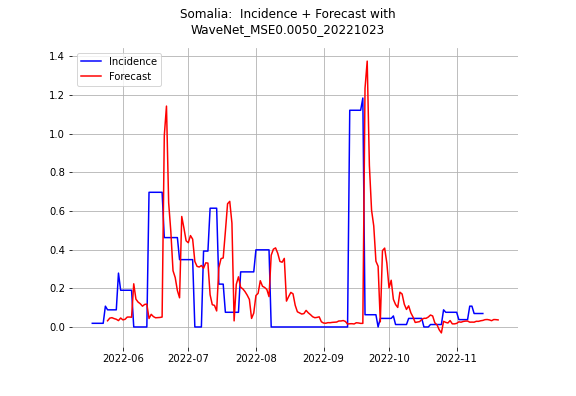 Somalia:  Incidence + Forecast with
WaveNet_MSE0.0050_20221023
Incidence
Forecast
1.4
1.2
1.0
0.8
0.6
0.4
0.2
0.0
2022-06 2022-07 2022-08 2022-09 2022-10 2022-11